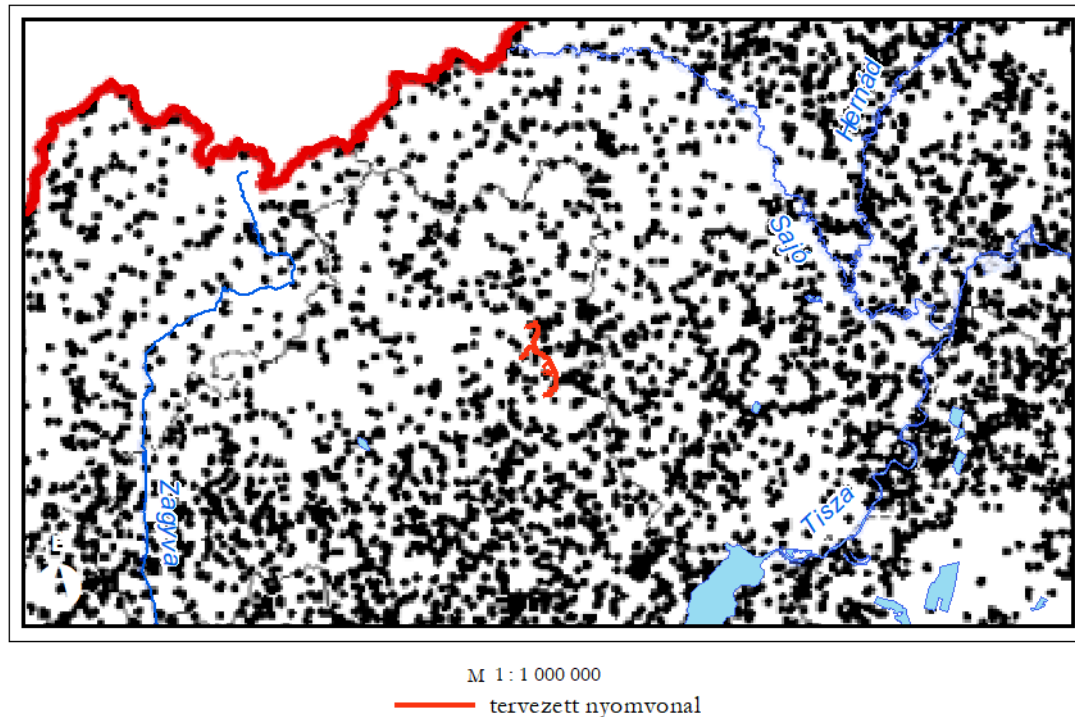 Hernád
Sajó
Zagyva
Tisza
É
M 1 : 1 000 000
tervezett nyomvonal